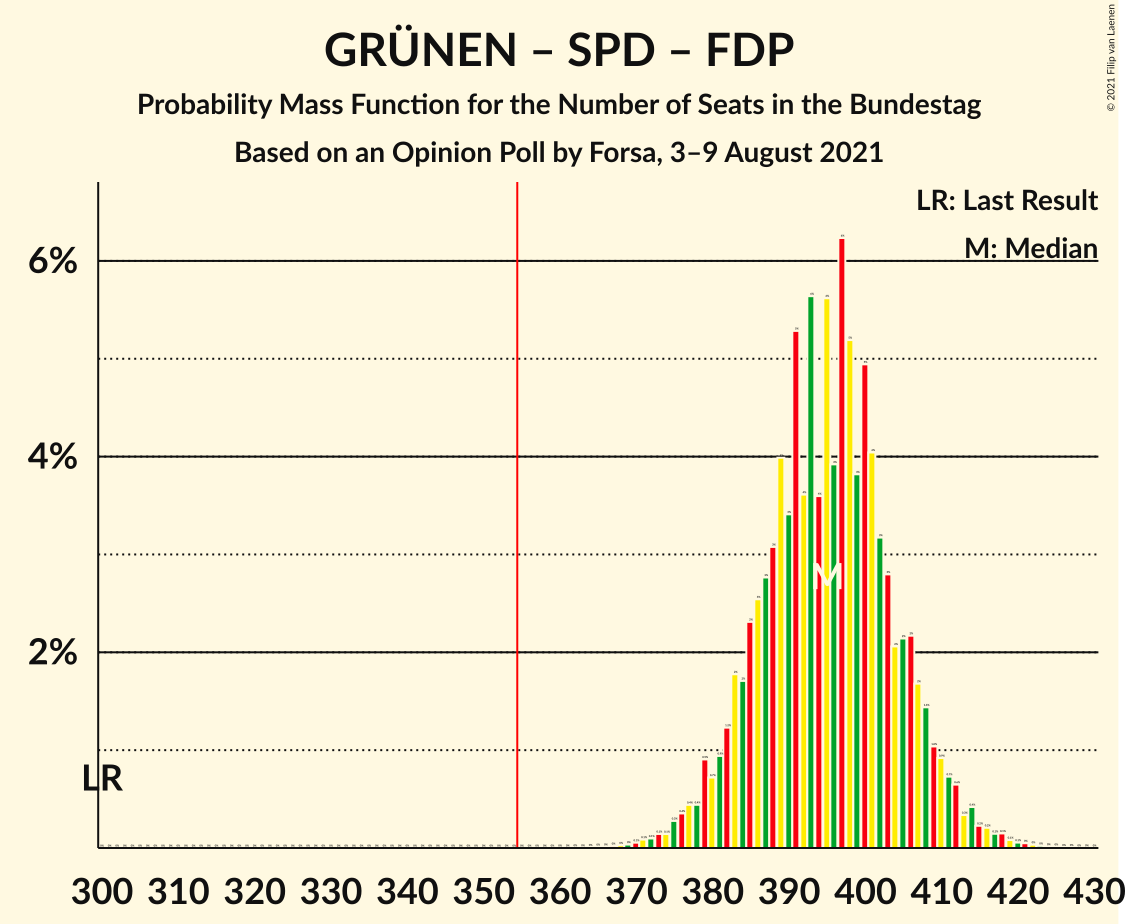 GRÜNEN – SPD – FDP
Probability Mass Function for the Number of Seats in the Bundestag
Based on an Opinion Poll by Forsa, 3–9 August 2021
© 2021 Filip van Laenen
LR: Last Result
M: Median
6%
4%
2%
M
LR
300 310 320 330 340 350 360 370 380 390 400 410 420 430